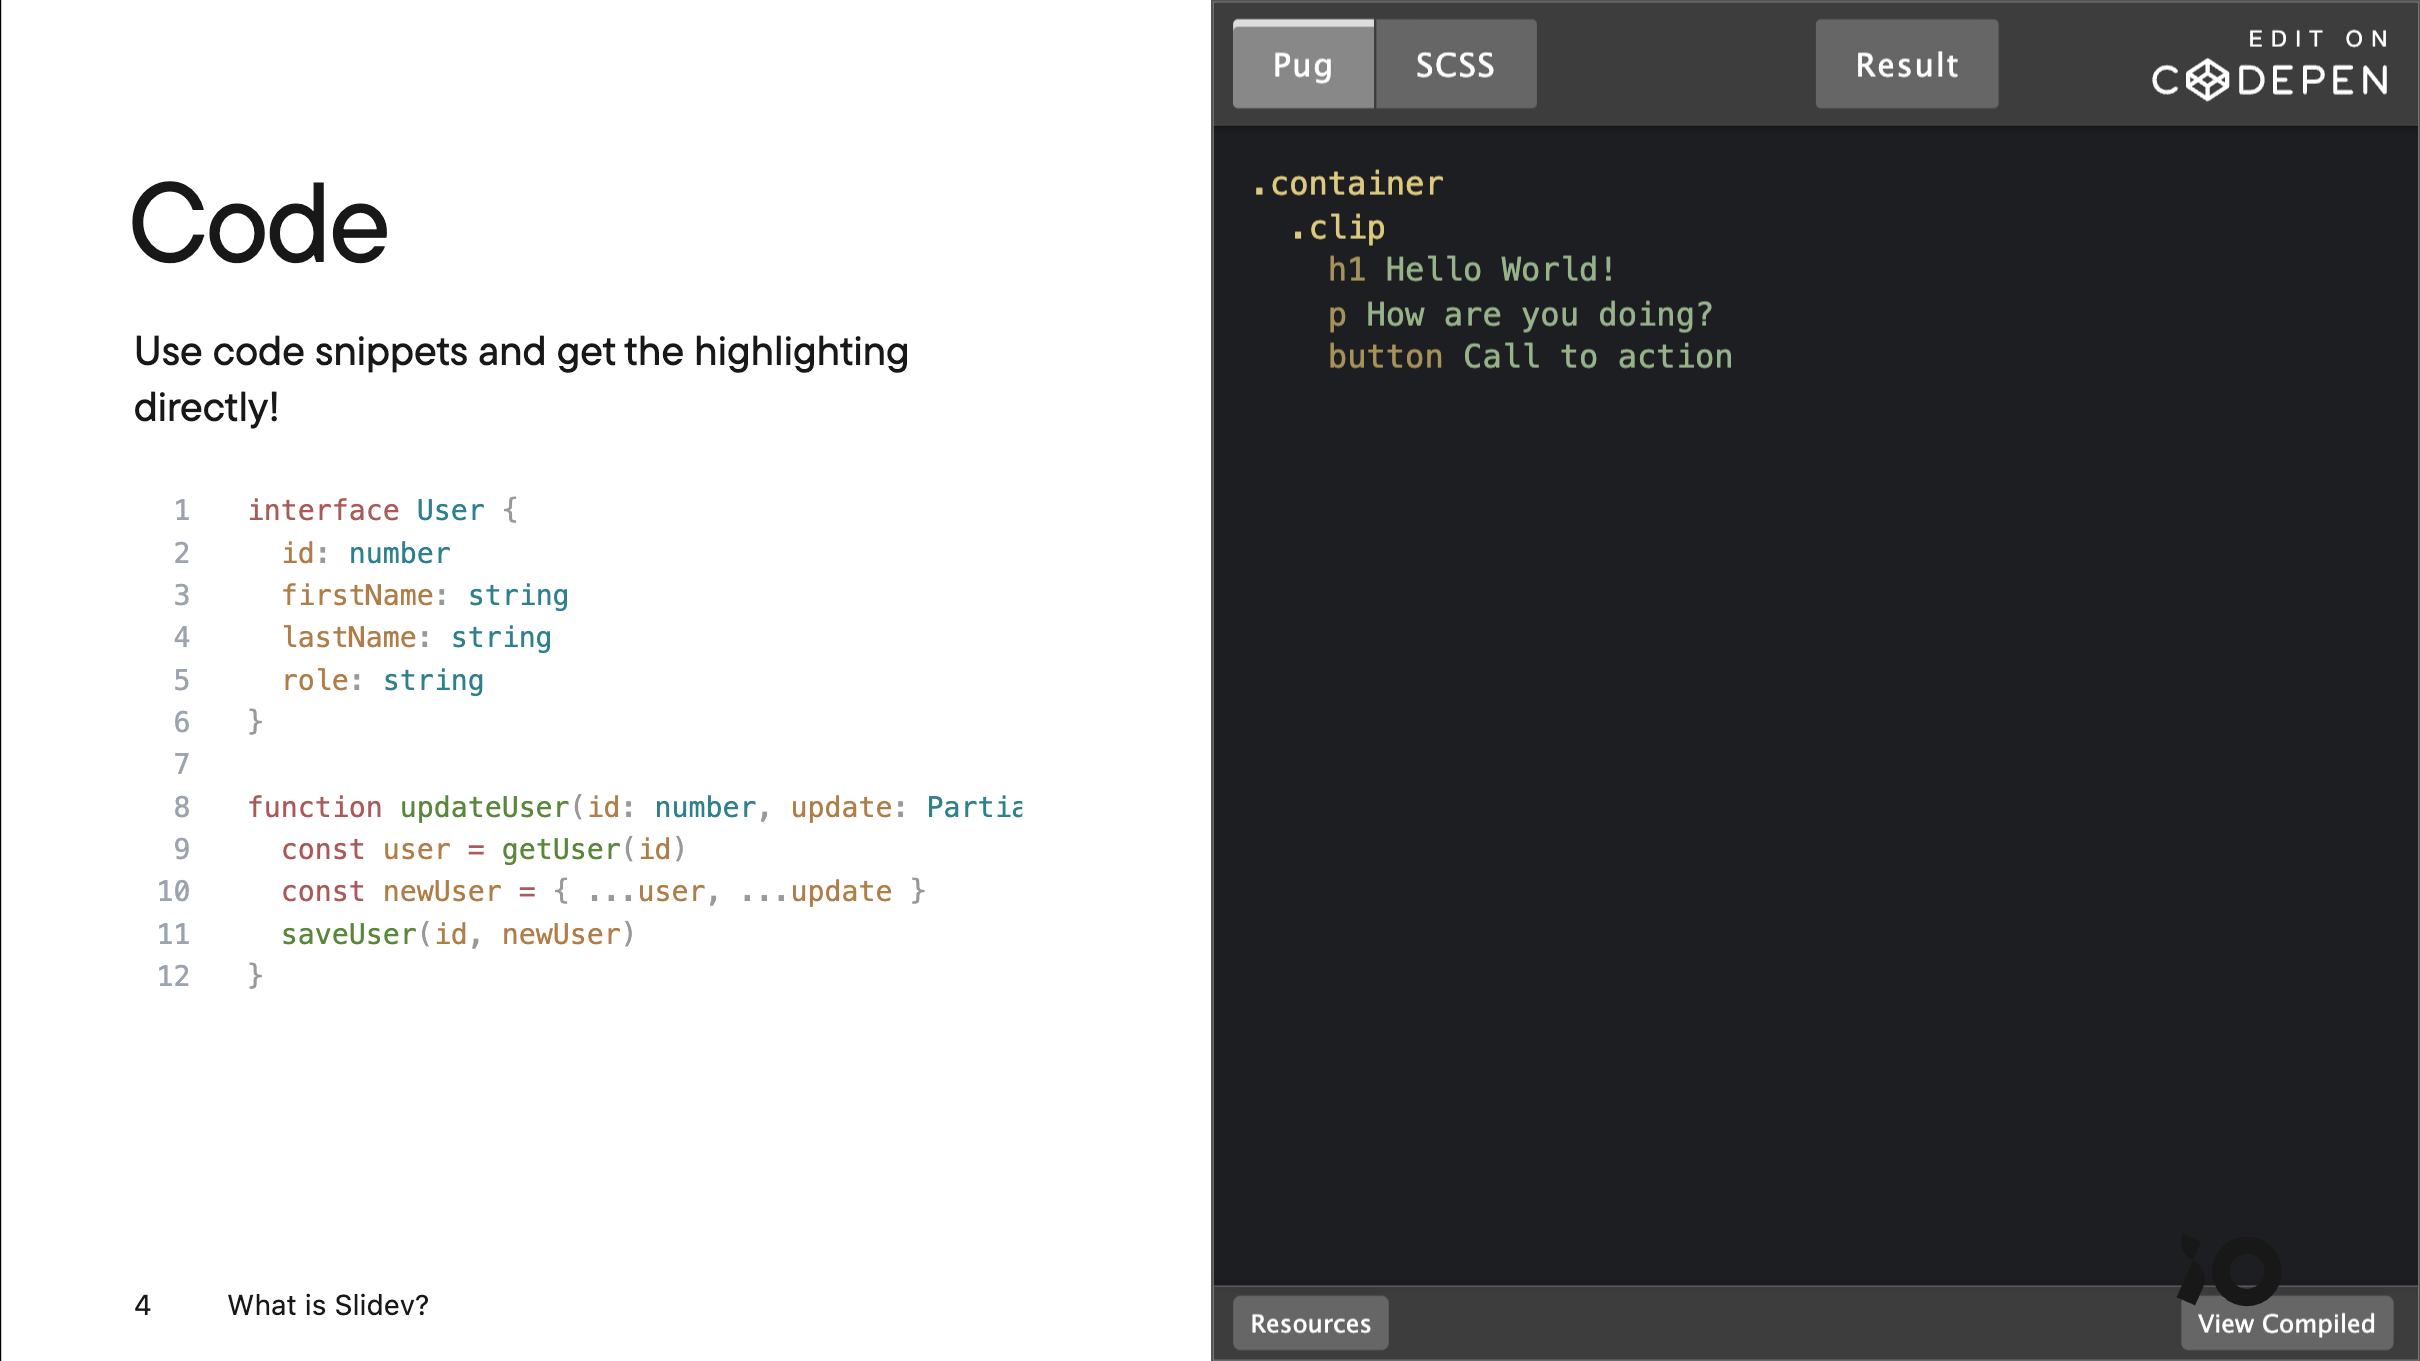 Code
Use code snippets and get the highlighting
directly!
1 interface User {
2   id: number
3   firstName: string
4   lastName: string
5   role: string
6 }
7
8 function updateUser(id: number, update: Partia
9   const user = getUser(id)
10   const newUser = { ...user, ...update }
11   saveUser(id, newUser)
12 }
4 What is Slidev?
Pug SCSS Result
EDIT ON
CODEPEN
.container
  .clip
    h1 Hello World!
    p How are you doing?
    button Call to action
iO
Resources View Compiled